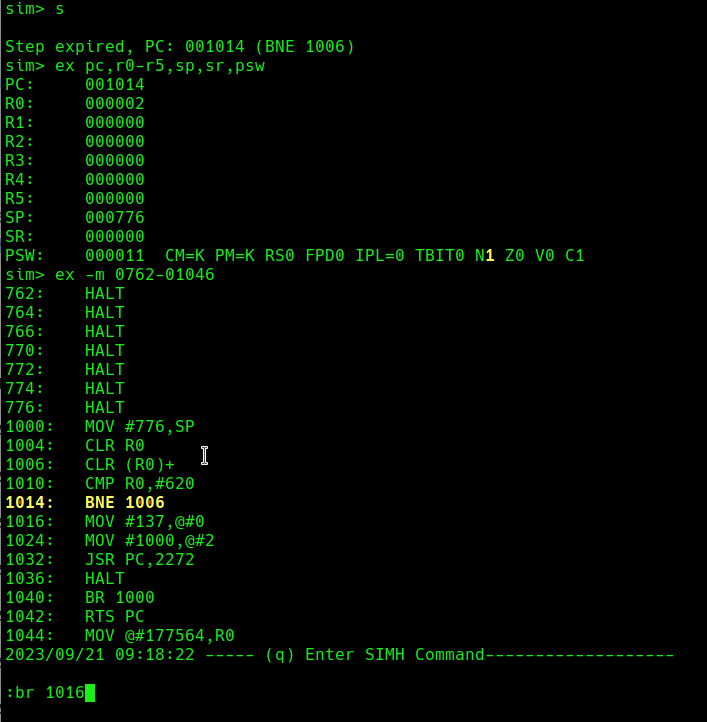 sim> s
Step expired, PC: 001014 (BNE 1006)
sim> ex pc,r0-r5,sp,sr,psw
PC:     001014
R0:     000002
R1:     000000
R2:     000000
R3:     000000
R4:     000000
R5:     000000
SP:     000776
SR:     000000
PSW:    000011  CM=K PM=K RS0 FPD0 IPL=0 TBIT0 N1 Z0 V0 C1
sim> ex -m 0762-01046
762:    HALT
764:    HALT
766:    HALT
770:    HALT
772:    HALT
774:    HALT
776:    HALT
1000:   MOV #776,SP
1004:   CLR R0
1006:   CLR (R0)+
1010:   CMP R0,#620
1014:   BNE 1006
1016:   MOV #137,@#0
1024:   MOV #1000,@#2
1032:   JSR PC,2272
1036:   HALT
1040:   BR 1000
1042:   RTS PC
1044:   MOV @#177564,R0
2023/09/21 09:18:22 ----- (q) Enter SIMH Command-------------------
:br 1016